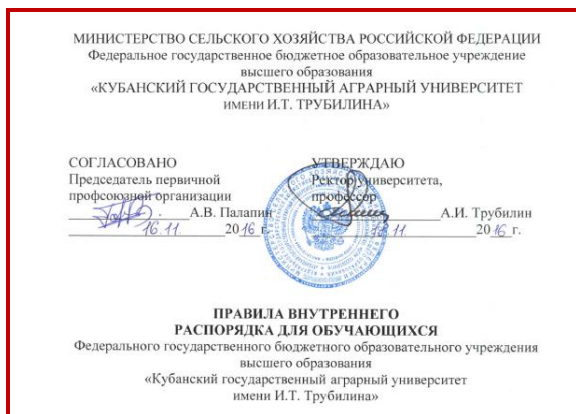 МИНИСТЕРСТВО СЕЛЬСКОГО ХОЗЯЙСТВА РОССИЙСКОЙ ФЕДЕРАЦИИ
Федеральное государственное бюджетное образовательное учреждение
высшего образования
«КУБАНСКИЙ ГОСУДАРСТВЕННЫЙ АГРАРНЫЙ УНИВЕРСИТЕТ
ИМЕНИ И.Т. ТРУБИЛИНА»
СОГЛАСОВАНО
Председатель первичной
профсоюзной организации
А.В. Палапин
16.11 2016 г.
УТВЕРЖДАЮ
Ректор университета,
профессор
А.И. Трубилин
11 2016 г.
ПРАВИЛА ВНУТРЕННЕГО
РАСПОРЯДКА ДЛЯ ОБУЧАЮЩИХСЯ
Федерального государственного бюджетного образовательного учреждения
высшего образования
«Кубанский государственный аграрный университет
имени И.Т. Трубилина»